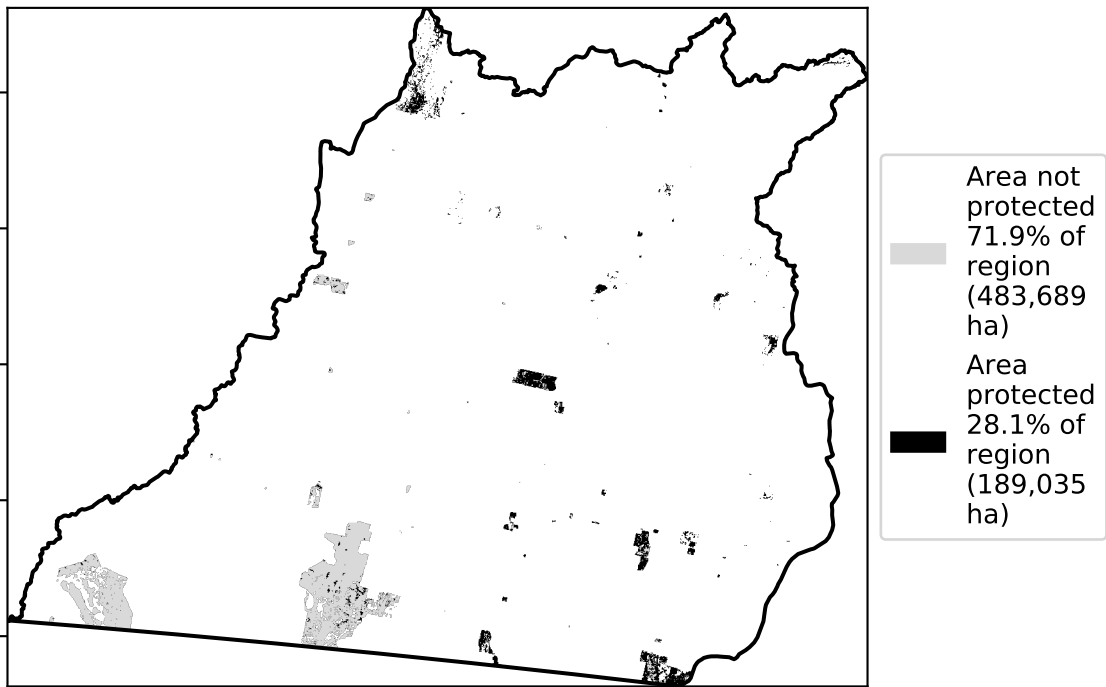 Area not
protected
71.9% of
region
(483,689
ha)
Area
protected
28.1% of
region
(189,035
ha)